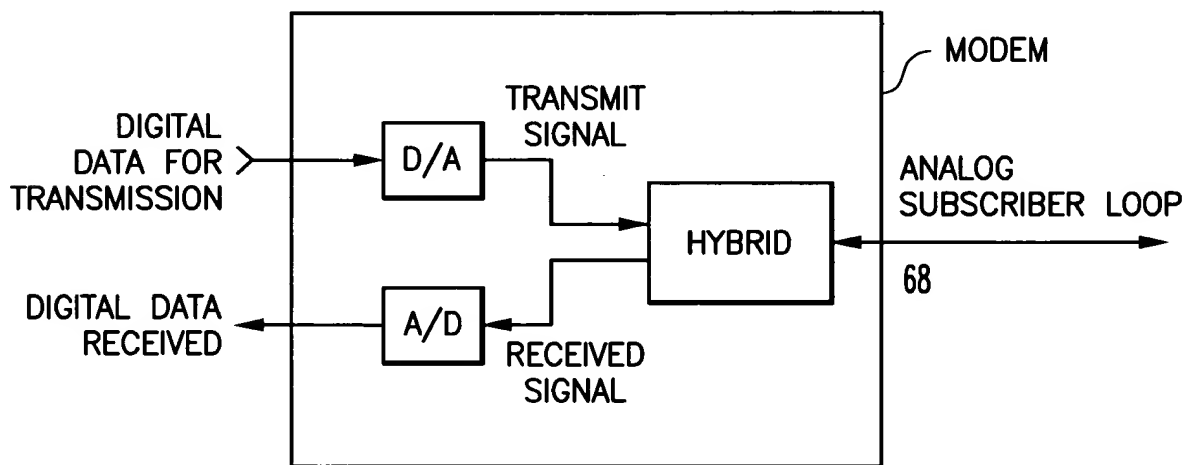 MODEM
DIGITAL
DATA FOR
TRANSMISSION
D/A
TRANSMIT
SIGNAL
HYBRID
ANALOG
SUBSCRIBER LOOP
68
DIGITAL DATA
RECEIVED
A/D
RECEIVED
SIGNAL